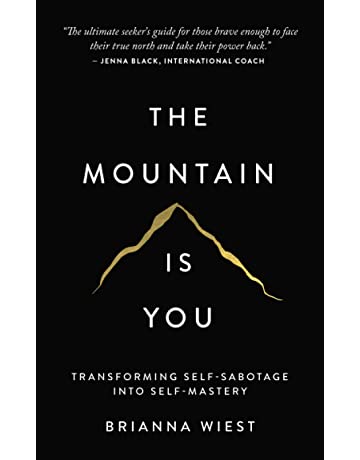 "The ultimate seeker's guide for those brave enough to face
their true north and take their power back."
– JENNA BLACK, INTERNATIONAL COACH
THE
MOUNTAIN
IS
YOU
TRANSFORMING SELF-SABOTAGE
INTO SELF-MASTERY
BRIANNA WIEST